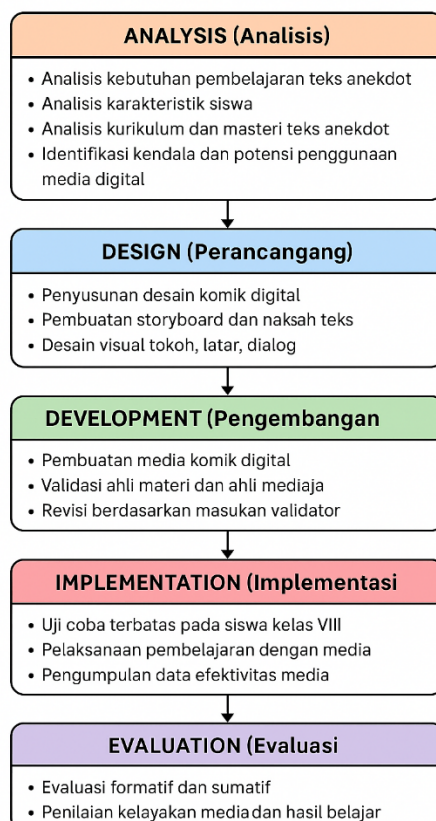 ANALYSIS (Analisis)
• Analisis kebutuhan pembelajaran teks anekdot
• Analisis karakteristik siswa
• Analisis kurikulum dan masteri teks anekdot
• Identifikasi kendala dan potensi penggunaan
media digital
DESIGN (Perancangang)
• Penyusunan desain komik digital
• Pembuatan storyboard dan naksah teks
• Desain visual tokoh, latar, dialog
DEVELOPMENT (Pengembangan
• Pembuatan media komik digital
• Validasi ahli materi dan ahli mediaja
• Revisi berdasarkan masukan validator
IMPLEMENTATION (Implementasi
• Uji coba terbatas pada siswa kelas VIII
• Pelaksanaan pembelajaran dengan media
• Pengumpulan data efektivitas media
EVALUATION (Evaluasi
• Evaluasi formatif dan sumatif
• Penilaian kelayakan media dan hasil belajar